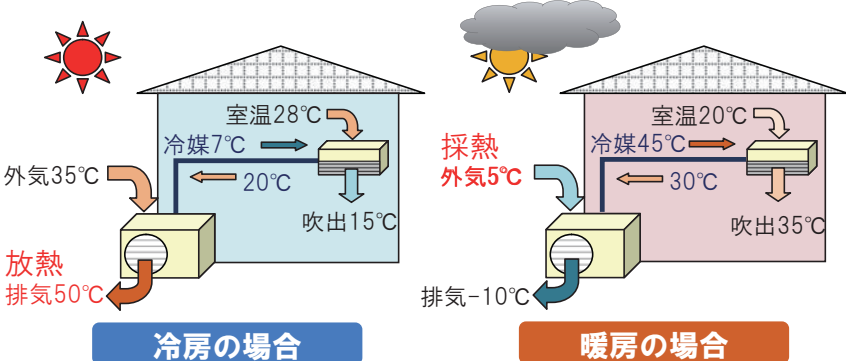 室温28℃
冷媒7℃
外気35℃
20℃
吹出15℃
放熱
排気50℃
冷房の場合
室温20℃
冷媒45℃
採熱
外気5℃
30℃
吹出35℃
排気-10℃
暖房の場合